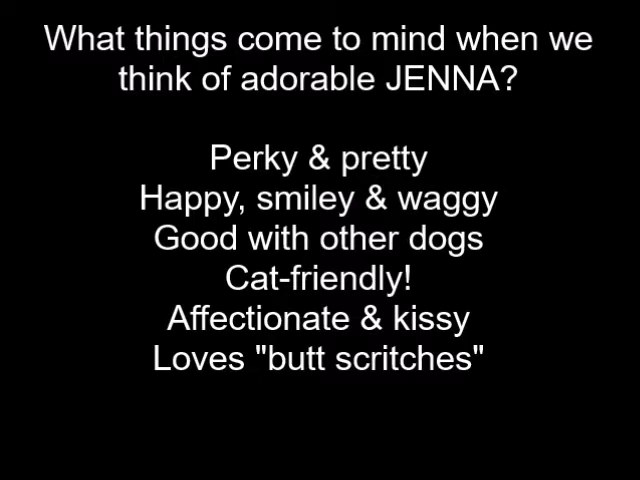 What things come to mind when we
think of adorable JENNA?
Perky & pretty
Happy, smiley & waggy
Good with other dogs
Cat-friendly!
Affectionate & kissy
Loves "butt scritches"